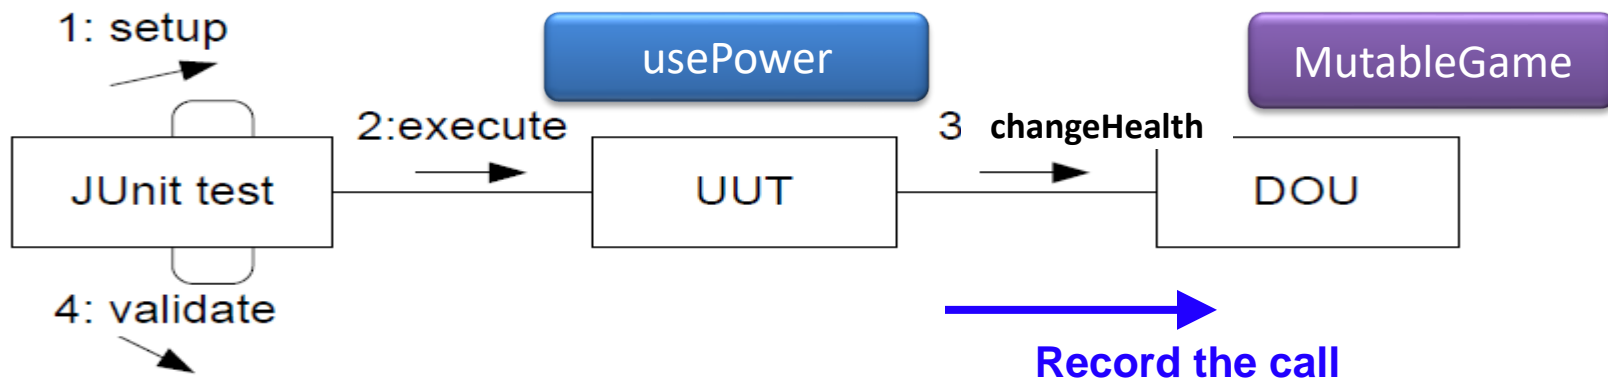 1: setup
usePower
MutableGame
2:execute
3 changeHealth
JUnit test
UUT
DOU
4: validate
Record the call